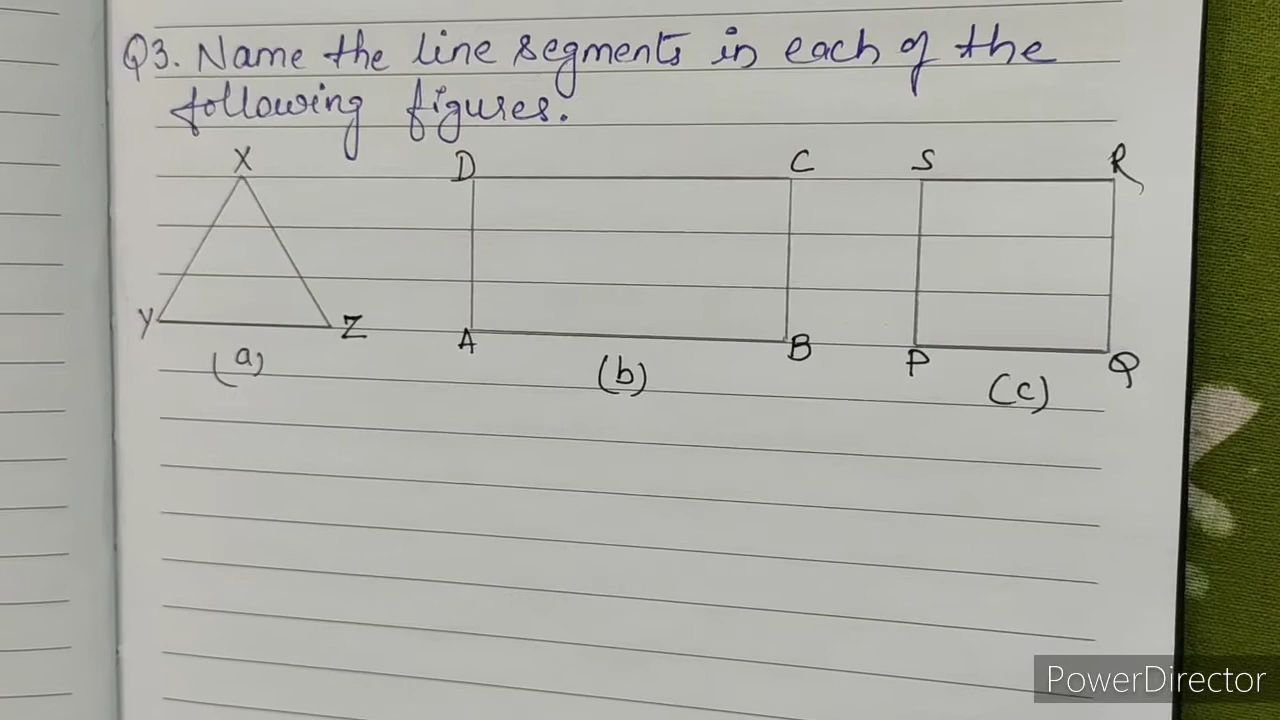 Q3. Name the line segments in each of the
following figures.
X D C S R
Y Z A B P Q
(a) (b) (c)
PowerDirector